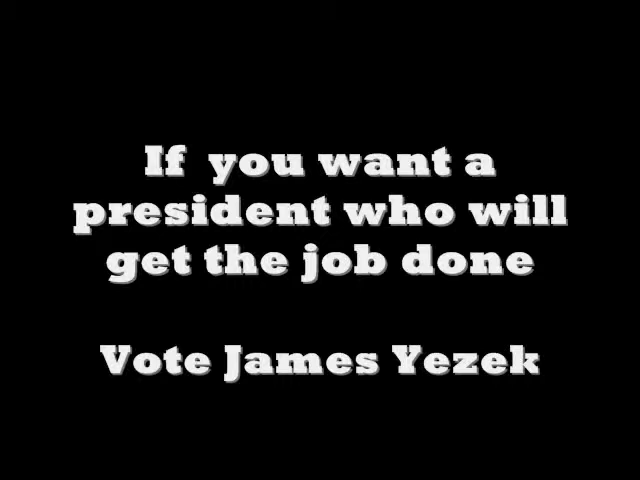 If you want a
president who will
get the job done
Vote James Yezek